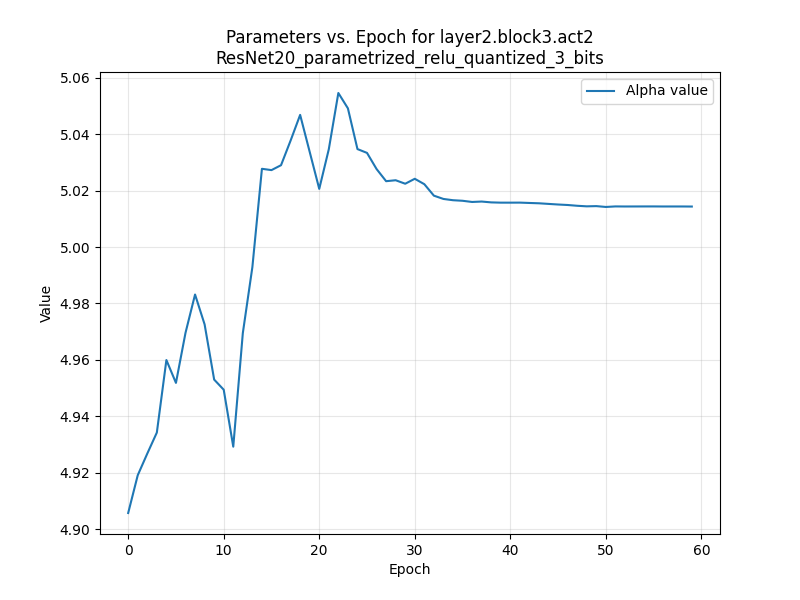 Parameters vs. Epoch for layer2.block3.act2
ResNet20_parametrized_relu_quantized_3_bits
Alpha value
5.06
5.04
5.02
5.00
4.98
4.96
4.94
4.92
4.90
Value
0 10 20 30 40 50 60
Epoch